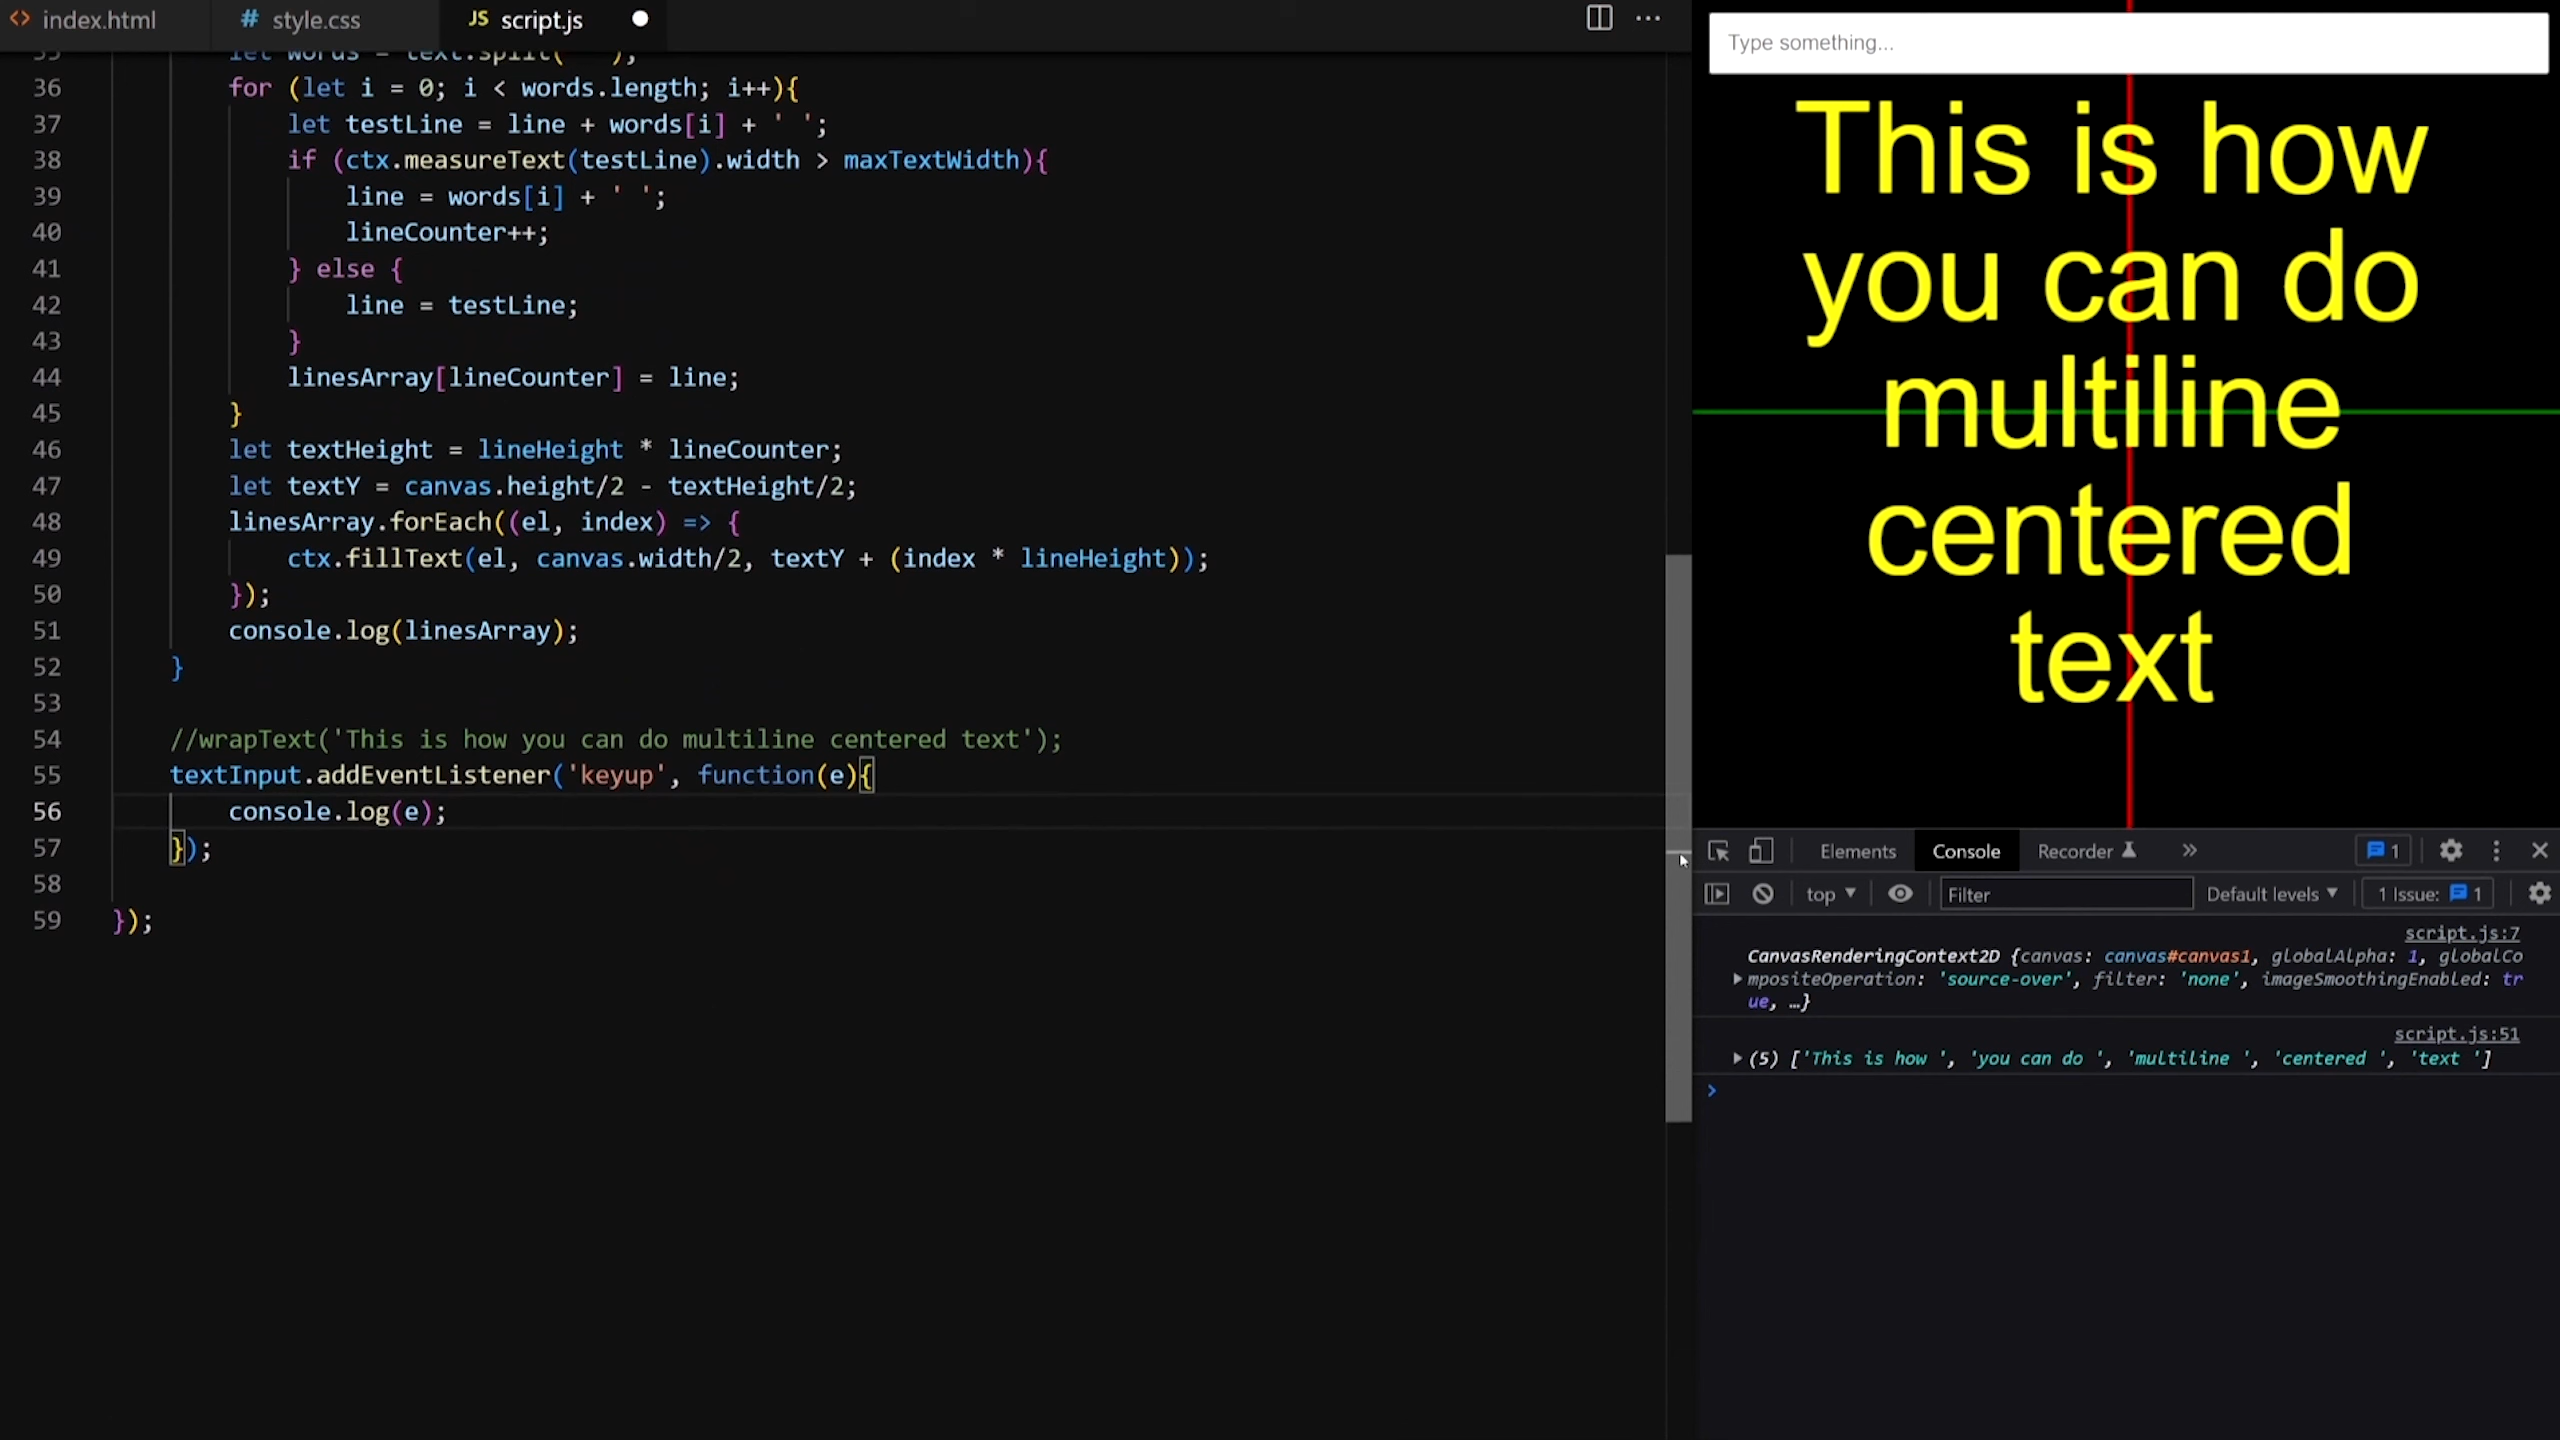 index.html
# style.css
JS script.js
35 let words = text.split(' ');
36 for (let i = 0; i < words.length; i++){
37 let testLine = line + words[i] + ' ';
38 if (ctx.measureText(testLine).width > maxTextWidth){
39 line = words[i] + ' ';
40 lineCounter++;
41 } else {
42 line = testLine;
43 }
44 linesArray[lineCounter] = line;
45 }
46 let textHeight = lineHeight * lineCounter;
47 let textY = canvas.height/2 - textHeight/2;
48 linesArray.forEach((el, index) => {
49 ctx.fillText(el, canvas.width/2, textY + (index * lineHeight));
50 });
51 console.log(linesArray);
52 }
53
54 //wrapText('This is how you can do multiline centered text');
55 textInput.addEventListener('keyup', function(e){
56 console.log(e);
57 });
58
59 });
Type something...
This is how
you can do
multiline
centered
text
Elements Console Recorder 1
top Filter Default levels 1 Issue: 1
script.js:7
CanvasRenderingContext2D {canvas: canvas#canvas1, globalAlpha: 1, globalCo
mpositeOperation: 'source-over', filter: 'none', imageSmoothingEnabled: tr
ue, …}
script.js:51
(5) ['This is how ', 'you can do ', 'multiline ', 'centered ', 'text ']